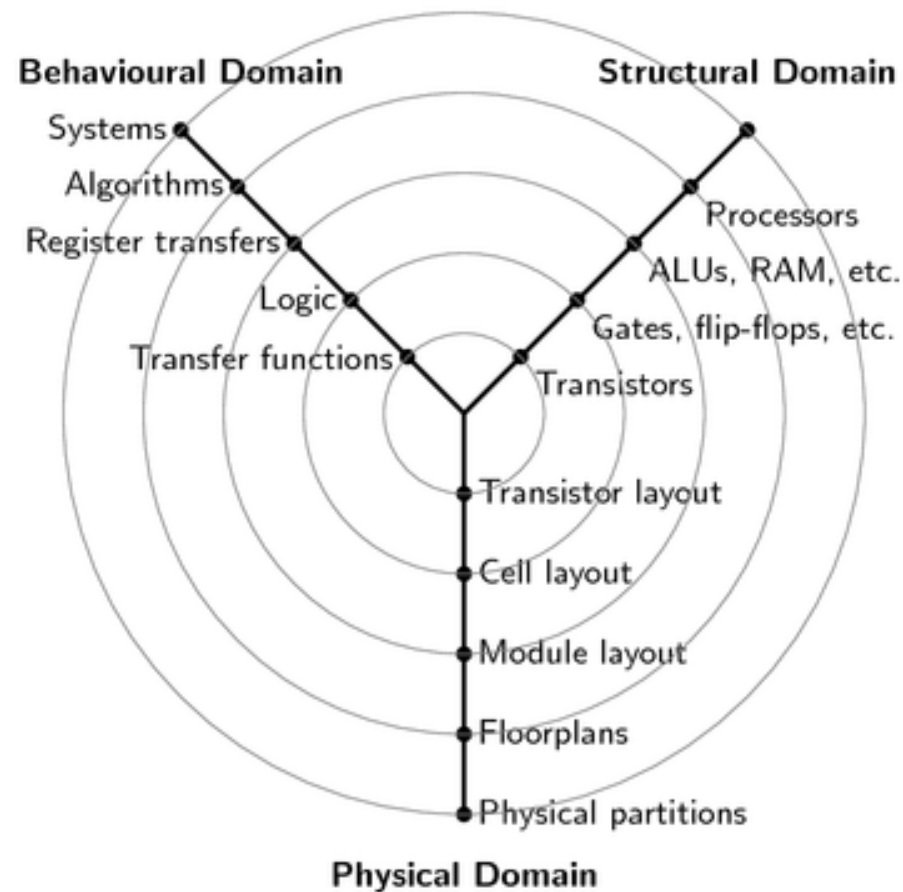 Behavioural Domain
Structural Domain
Systems
Algorithms
Register transfers
Logic
Transfer functions
Processors
ALUs, RAM, etc.
Gates, flip-flops, etc.
Transistors
Transistor layout
Cell layout
Module layout
Floorplans
Physical partitions
Physical Domain